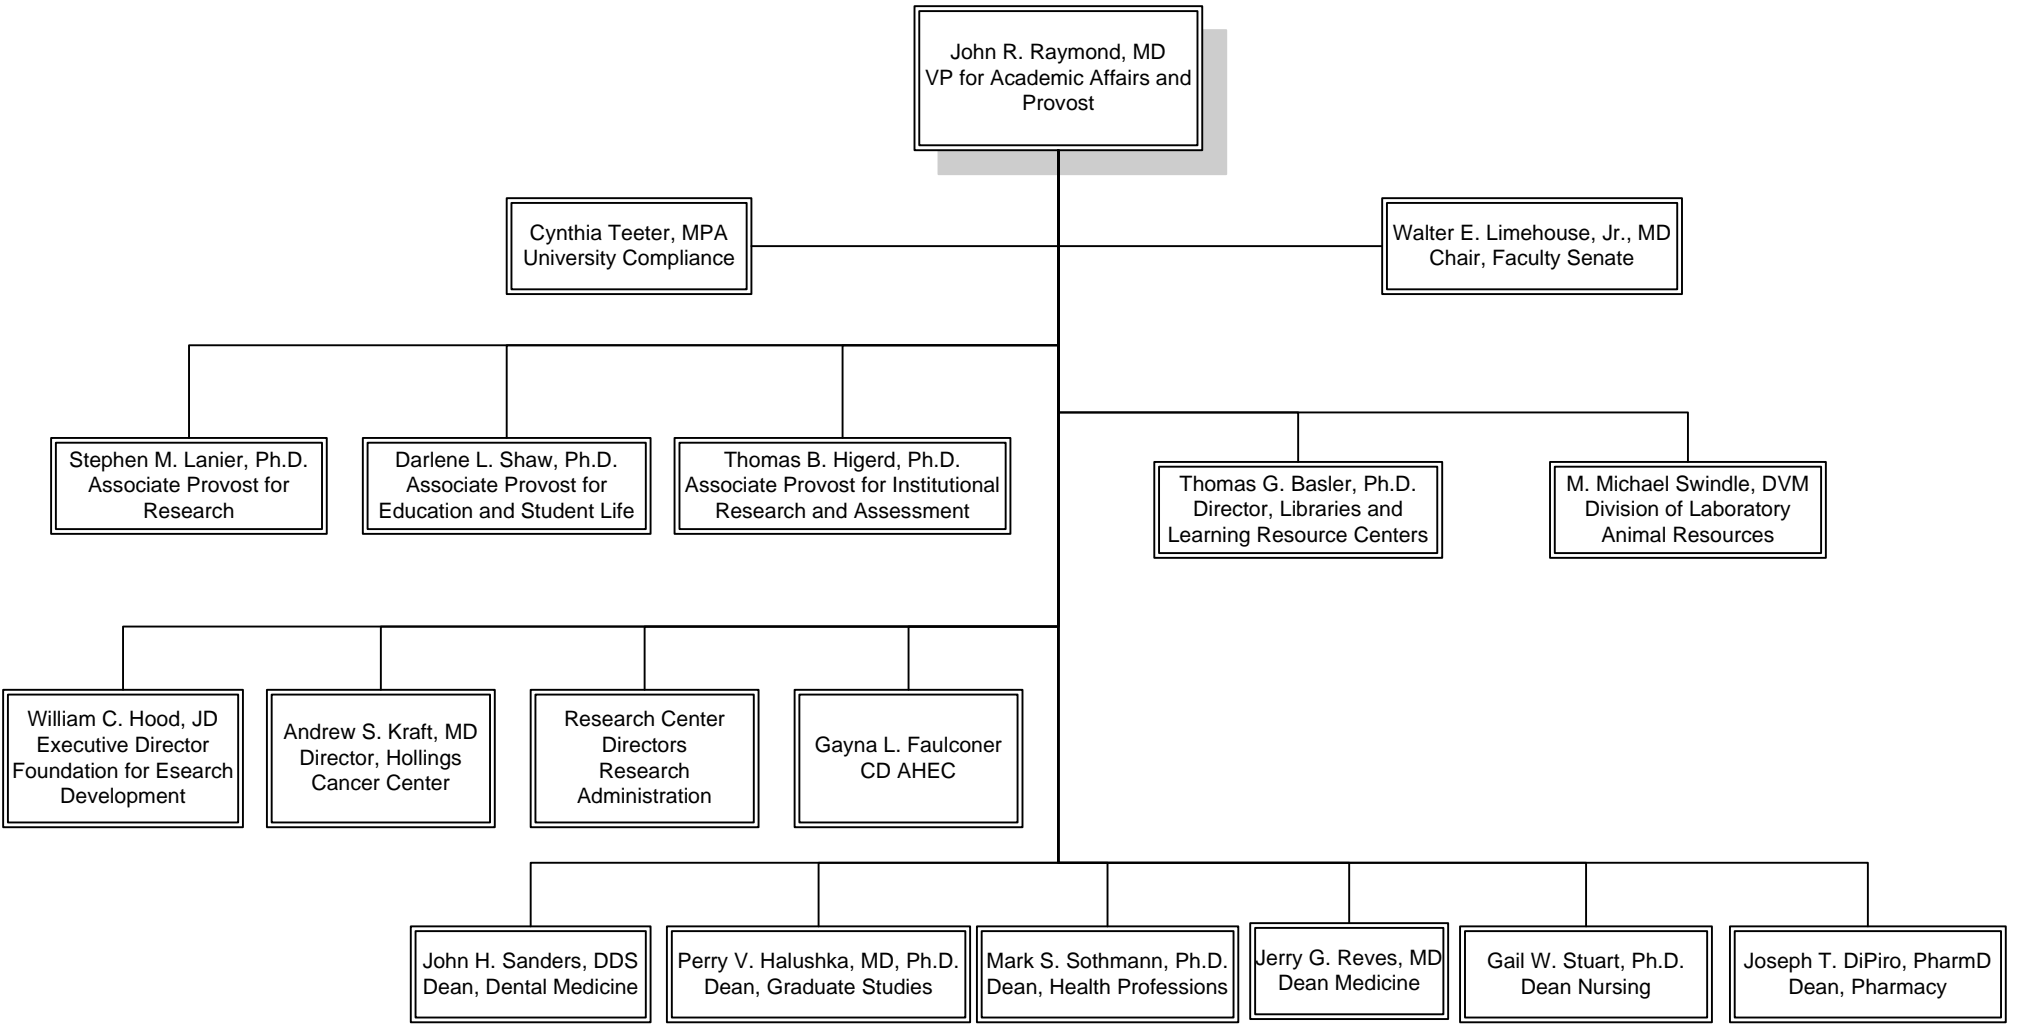 John R. Raymond, MD
VP for Academic Affairs and
Provost
Cynthia Teeter, MPA
University Compliance
Walter E. Limehouse, Jr., MD
Chair, Faculty Senate
Stephen M. Lanier, Ph.D.
Associate Provost for
Research
Darlene L. Shaw, Ph.D.
Associate Provost for
Education and Student Life
Thomas B. Higerd, Ph.D.
Associate Provost for Institutional
Research and Assessment
Thomas G. Basler, Ph.D.
Director, Libraries and
Learning Resource Centers
M. Michael Swindle, DVM
Division of Laboratory
Animal Resources
William C. Hood, JD
Executive Director
Foundation for Esearch
Development
Andrew S. Kraft, MD
Director, Hollings
Cancer Center
Research Center
Directors
Research
Administration
Gayna L. Faulconer
CD AHEC
John H. Sanders, DDS
Dean, Dental Medicine
Perry V. Halushka, MD, Ph.D.
Dean, Graduate Studies
Mark S. Sothmann, Ph.D.
Dean, Health Professions
Jerry G. Reves, MD
Dean Medicine
Gail W. Stuart, Ph.D.
Dean Nursing
Joseph T. DiPiro, PharmD
Dean, Pharmacy